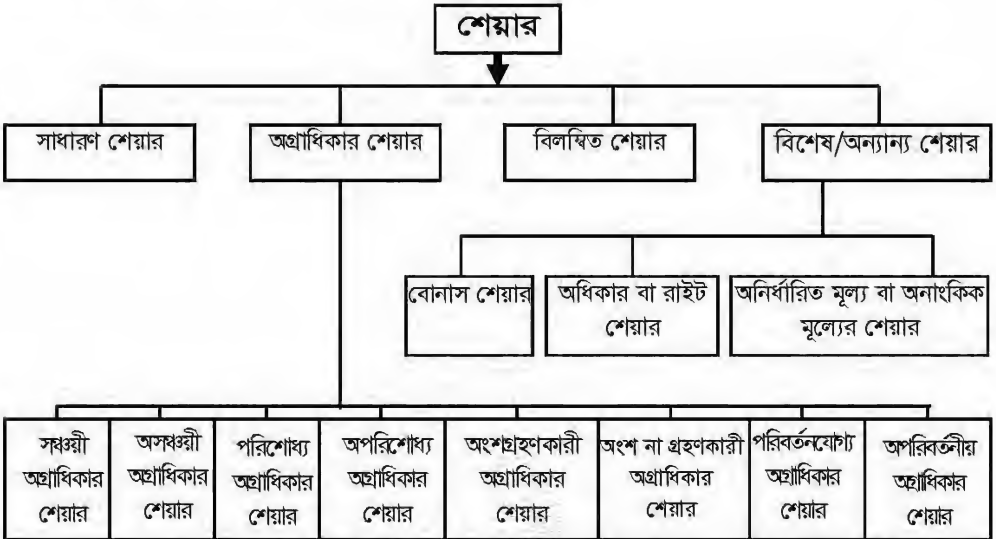 শেয়ার
সাধারণ শেয়ার
অগ্রাধিকার শেয়ার
বিলম্বিত শেয়ার
বিশেষ/অন্যান্য শেয়ার
বোনাস শেয়ার
অধিকার বা রাইট
শেয়ার
অনির্ধারিত মূল্য বা অনাংকিক
মূল্যের শেয়ার
সঞ্চয়ী
অগ্রাধিকার
শেয়ার
অসঞ্চয়ী
অগ্রাধিকার
শেয়ার
পরিশোধ্য
অগ্রাধিকার
শেয়ার
অপরিশোধ্য
অগ্রাধিকার
শেয়ার
অংশগ্রহণকারী
অগ্রাধিকার
শেয়ার
অংশ না গ্রহণকারী
অগ্রাধিকার
শেয়ার
পরিবর্তনযোগ্য
অগ্রাধিকার
শেয়ার
অপরিবর্তনীয়
অগ্রাধিকার
শেয়ার